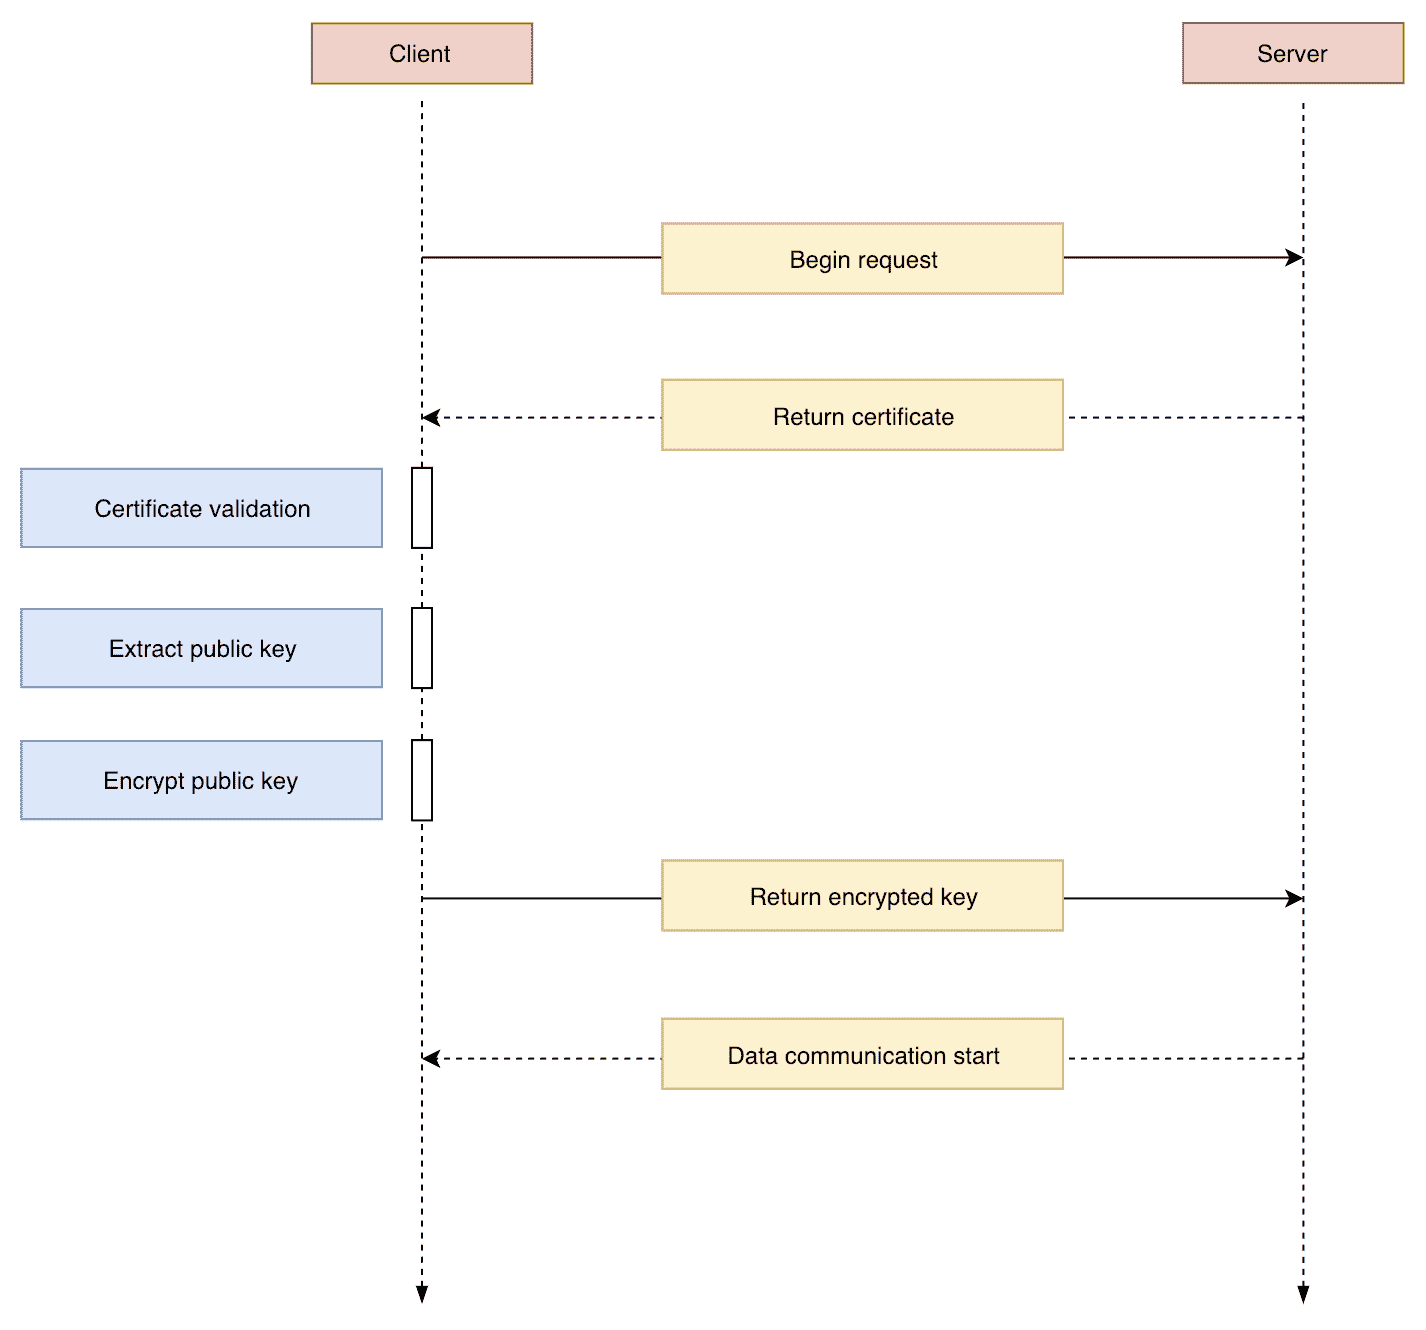 Client
Server
Begin request
Return certificate
Certificate validation
Extract public key
Encrypt public key
Return encrypted key
Data communication start